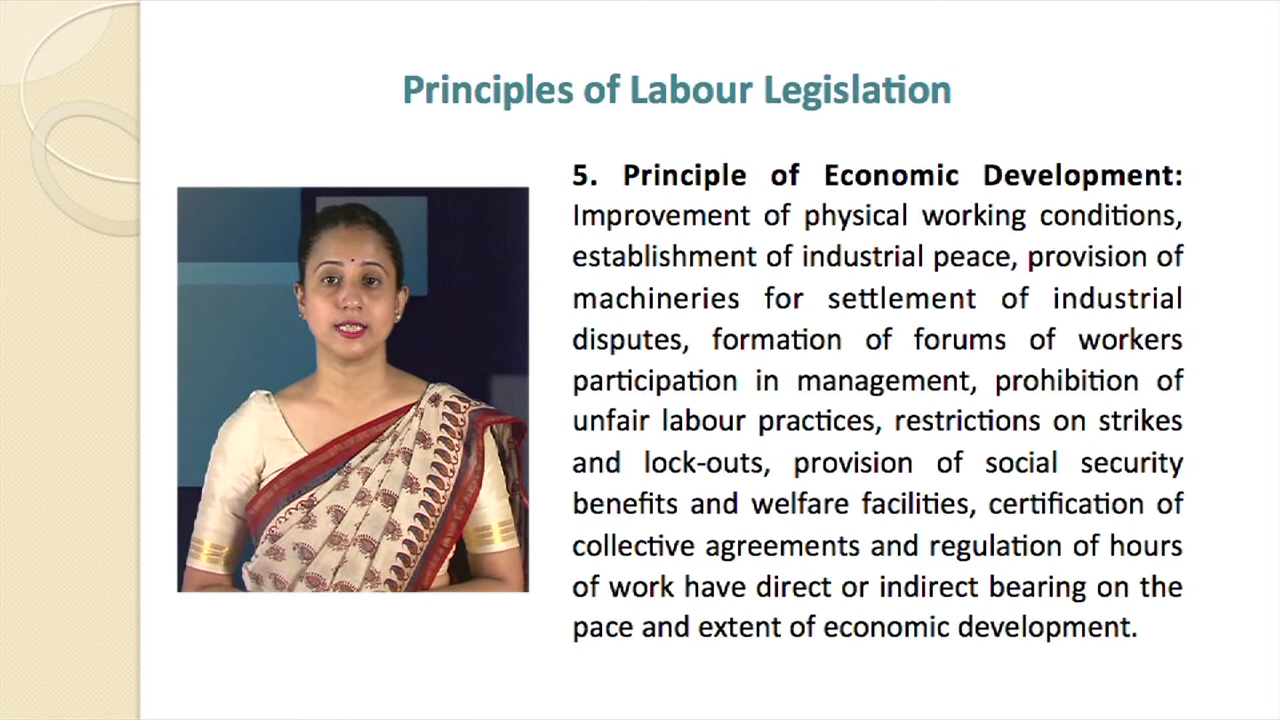 Principles of Labour Legislation
5. Principle of Economic Development:
Improvement of physical working conditions,
establishment of industrial peace, provision of
machineries for settlement of industrial
disputes, formation of forums of workers
participation in management, prohibition of
unfair labour practices, restrictions on strikes
and lock-outs, provision of social security
benefits and welfare facilities, certification of
collective agreements and regulation of hours
of work have direct or indirect bearing on the
pace and extent of economic development.